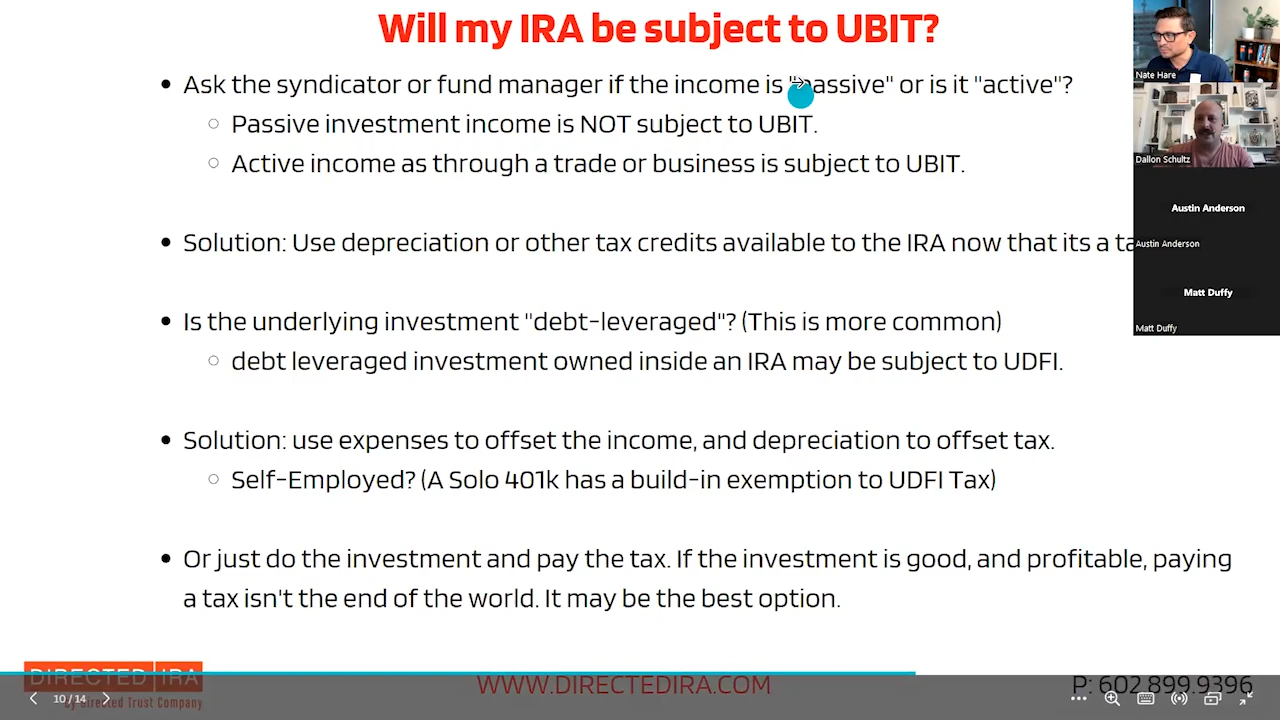 Will my IRA be subject to UBIT?
Ask the syndicator or fund manager if the income is "passive" or is it "active"?
Passive investment income is NOT subject to UBIT.
Active income as through a trade or business is subject to UBIT.
Solution: Use depreciation or other tax credits available to the IRA now that its a
Is the underlying investment "debt-leveraged"? (This is more common)
debt leveraged investment owned inside an IRA may be subject to UDFI.
Solution: use expenses to offset the income, and depreciation to offset tax.
Self-Employed? (A Solo 401k has a build-in exemption to UDFI Tax)
Or just do the investment and pay the tax. If the investment is good, and profitable, paying
a tax isn't the end of the world. It may be the best option.
Nate Hare
Dallon Schultz
Austin Anderson
Austin Anderson
Matt Duffy
Matt Duffy
DIRECTED IRA
by Directed Trust Company
10 / 14
WWW.DIRECTEDIRA.COM
P: 602.899.9396